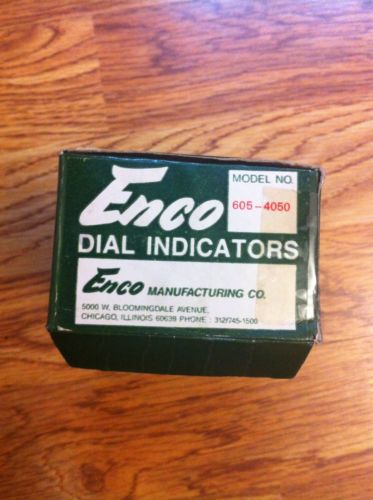 Enco
MODEL NO.
605-4050
DIAL INDICATORS
Enco MANUFACTURING CO.
5000 W. BLOOMINGDALE AVENUE,
CHICAGO, ILLINOIS 60639 PHONE : 312/745-1500